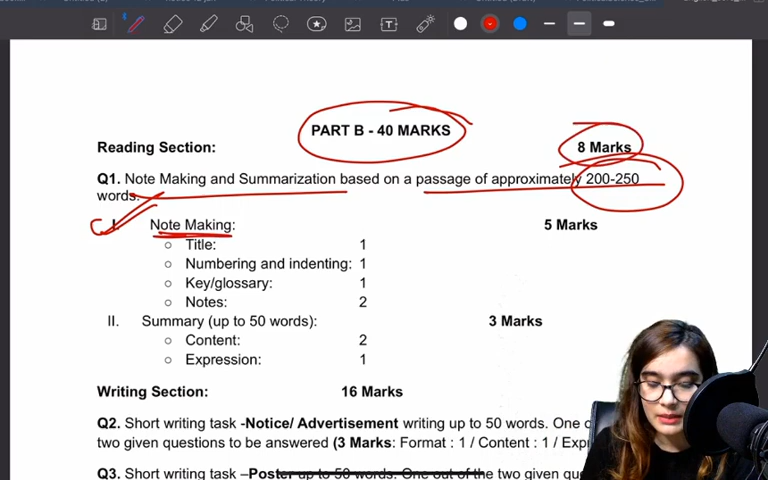 PART B - 40 MARKS
Reading Section: 8 Marks
Q1. Note Making and Summarization based on a passage of approximately 200-250
words.
I. Note Making: 5 Marks
○ Title: 1
○ Numbering and indenting: 1
○ Key/glossary: 1
○ Notes: 2
II. Summary (up to 50 words): 3 Marks
○ Content: 2
○ Expression: 1
Writing Section: 16 Marks
Q2. Short writing task -Notice/ Advertisement writing up to 50 words. One
two given questions to be answered (3 Marks: Format : 1 / Content : 1 /
Q3. Short writing task –Poster up to 50 words. One out of the two given